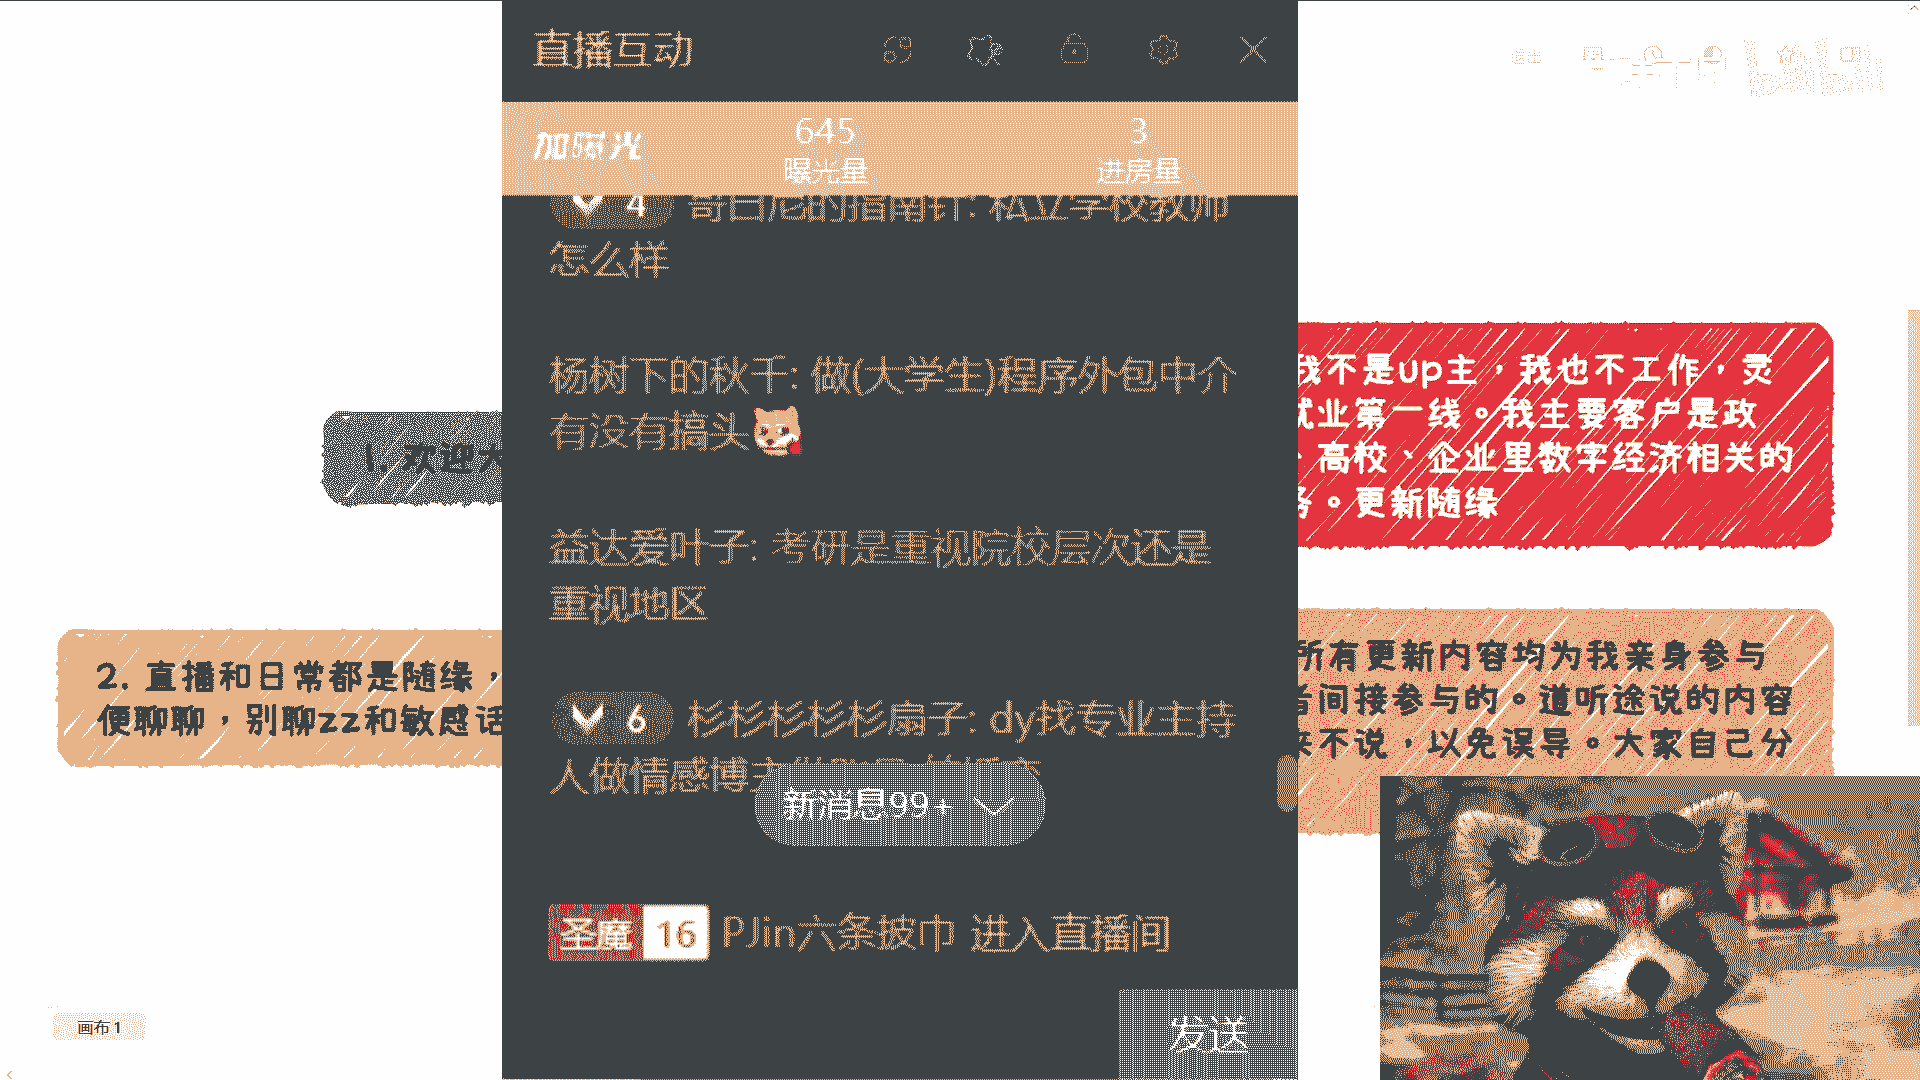 直播互动
加曝光
645
曝光量
3
进房量
4 哥白尼的指南针: 私立学校教师
怎么样
杨树下的秋千: 做(大学生)程序外包中介
有没有搞头
益达爱叶子: 考研是重视院校层次还是
重视地区
6 杉杉杉杉杉扇子: dy找专业主持
人做情感博主
新消息99+
圣魔 16 PJin六条披巾 进入直播间
发送
1. 欢迎大
2. 直播和日常都是随缘，
便聊聊，别聊zz和敏感话
我不是up主，我也不工作，灵
就业第一线。我主要客户是政
、高校、企业里数字经济相关的
务。更新随缘
所有更新内容均为我亲身参与
者间接参与的。道听途说的内容
来不说，以免误导。大家自己分
画布 1